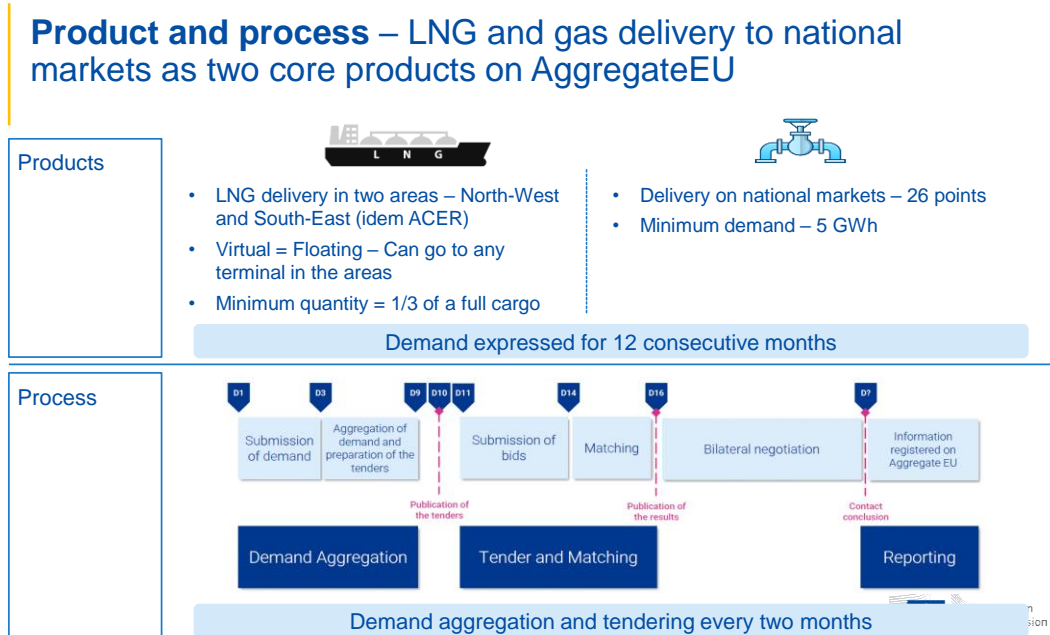 Product and process – LNG and gas delivery to national
markets as two core products on AggregateEU
Products
L N G
• LNG delivery in two areas – North-West
and South-East (idem ACER)
• Virtual = Floating – Can go to any
terminal in the areas
• Minimum quantity = 1/3 of a full cargo
• Delivery on national markets – 26 points
• Minimum demand – 5 GWh
Demand expressed for 12 consecutive months
Process
D1
D3
D9
D10
D11
D14
D16
D?
Submission
of demand
Aggregation of
demand and
preparation of the
tenders
Submission of
bids
Matching
Bilateral negotiation
Information
registered on
Aggregate EU
Publication of
the tenders
Publication of
the results
Contact
conclusion
Demand Aggregation
Tender and Matching
Reporting
Demand aggregation and tendering every two months